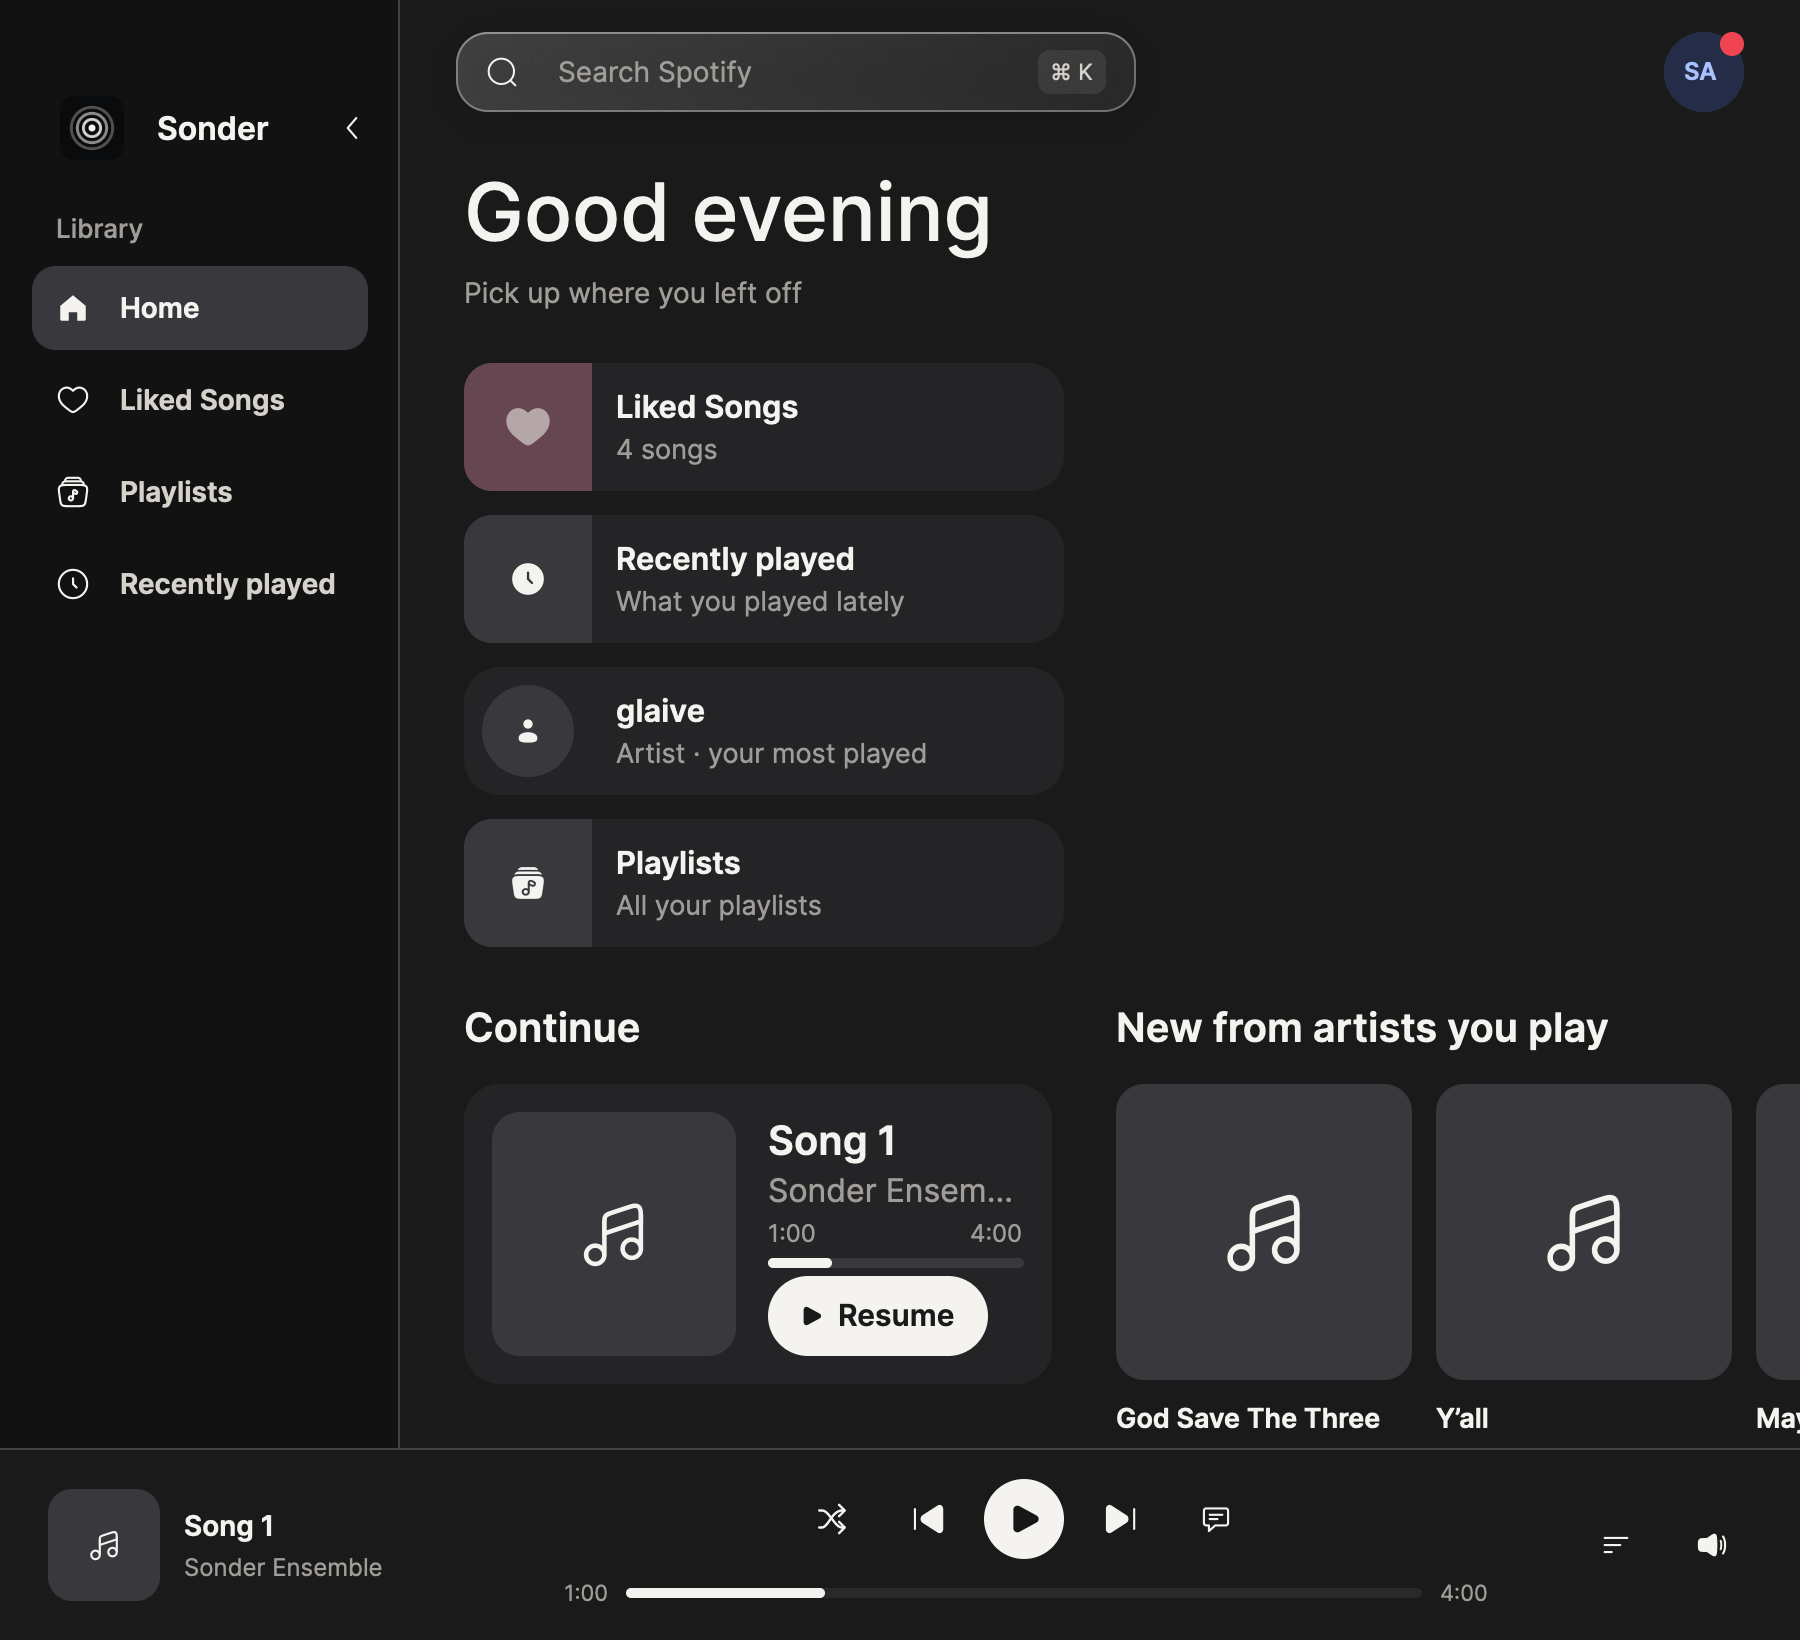 Search Spotify
⌘ K
SA
Sonder
Library
Home
Liked Songs
Playlists
Recently played
Good evening
Pick up where you left off
Liked Songs
4 songs
Recently played
What you played lately
glaive
Artist · your most played
Playlists
All your playlists
Continue
Song 1
Sonder Ensem...
1:00 4:00
Resume
New from artists you play
God Save The Three
Y’all
May
Song 1
Sonder Ensemble
1:00
4:00